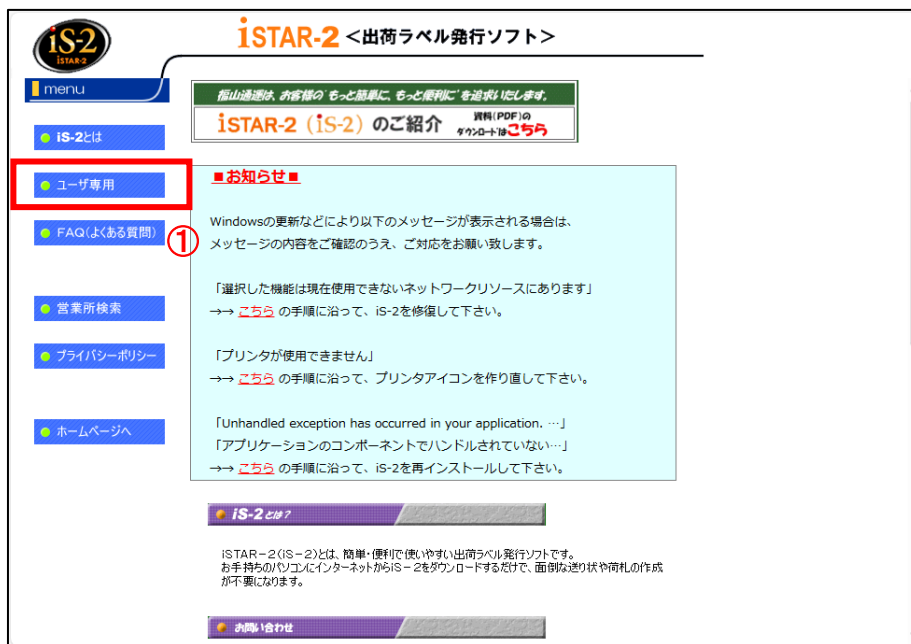 iS-2
ISTAR-2
iSTAR-2 <出荷ラベル発行ソフト>
menu
iS-2とは
ユーザ専用
①
FAQ(よくある質問)
営業所検索
プライバシーポリシー
ホームページへ
福山通運は、お客様の"もっと簡単に、もっと便利に"を追求いたします。
iSTAR-2 (iS-2) のご紹介
資料(PDF)の
ダウンロードはこちら
■お知らせ■
Windowsの更新などにより以下のメッセージが表示される場合は、
メッセージの内容をご確認のうえ、ご対応をお願い致します。
「選択した機能は現在使用できないネットワークリソースにあります」
→→ こちら の手順に沿って、iS-2を修復して下さい。
「プリンタが使用できません」
→→ こちら の手順に沿って、プリンタアイコンを作り直して下さい。
「Unhandled exception has occurred in your application. …」
「アプリケーションのコンポーネントでハンドルされていない…」
→→ こちら の手順に沿って、iS-2を再インストールして下さい。
iS-2とは?
iSTAR-2(iS-2)とは、簡単・便利で使いやすい出荷ラベル発行ソフトです。
お手持ちのパソコンにインターネットからiS-2をダウンロードするだけで、面倒な送り状や荷札の作成
が不要になります。
お問い合わせ